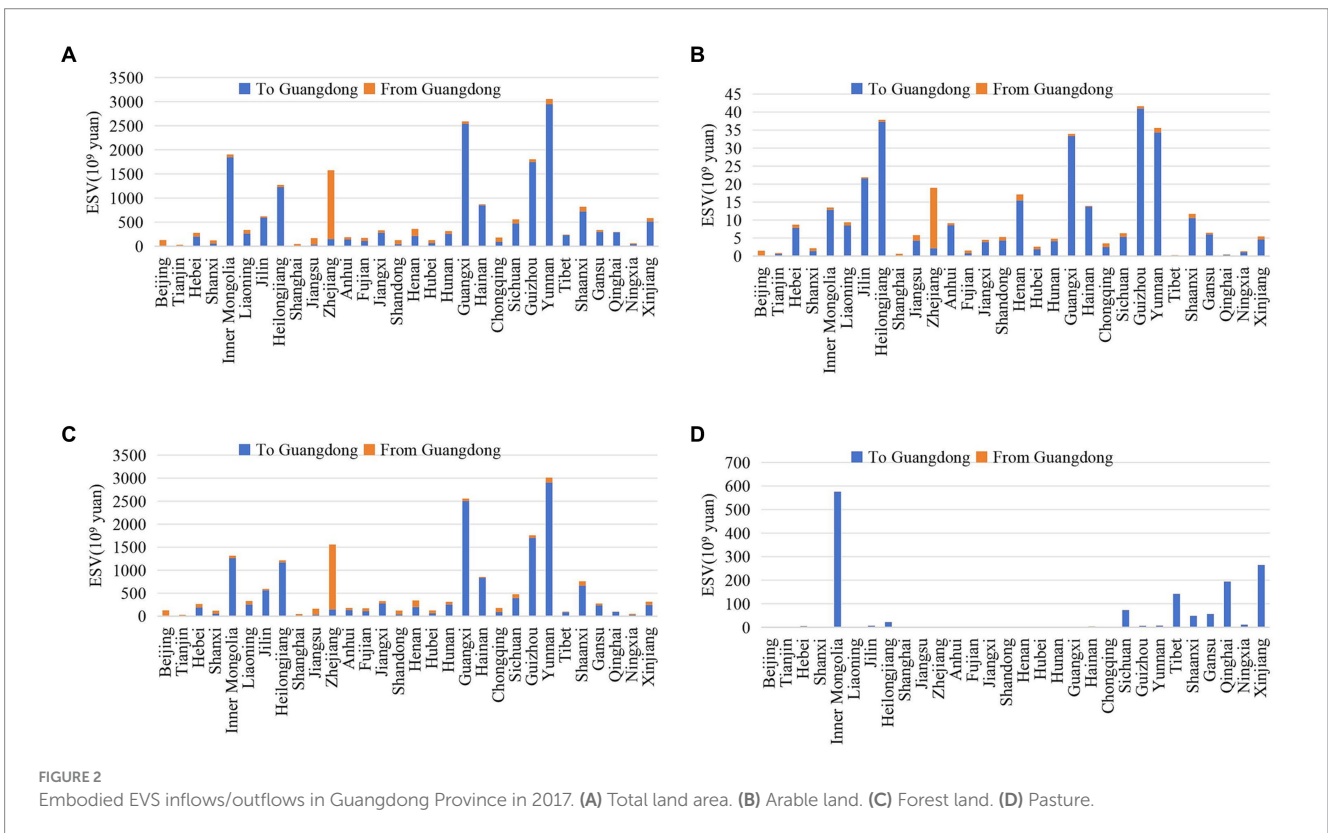 A
To Guangdong From Guangdong
ESV(10⁹ yuan)
3500
3000
2500
2000
1500
1000
500
0
Beijing
Tianjin
Hebei
Shanxi
Inner Mongolia
Liaoning
Jilin
Heilongjiang
Shanghai
Jiangsu
Zhejiang
Anhui
Fujian
Jiangxi
Shandong
Henan
Hubei
Hunan
Guangxi
Hainan
Chongqing
Sichuan
Guizhou
Yunnan
Tibet
Shaanxi
Gansu
Qinghai
Ningxia
Xinjiang
B
To Guangdong From Guangdong
ESV(10⁹ yuan)
45
40
35
30
25
20
15
10
5
0
Beijing
Tianjin
Hebei
Shanxi
Inner Mongolia
Liaoning
Jilin
Heilongjiang
Shanghai
Jiangsu
Zhejiang
Anhui
Fujian
Jiangxi
Shandong
Henan
Hubei
Hunan
Guangxi
Hainan
Chongqing
Sichuan
Guizhou
Yunnan
Tibet
Shaanxi
Gansu
Qinghai
Ningxia
Xinjiang
C
To Guangdong From Guangdong
ESV(10⁹ yuan)
3500
3000
2500
2000
1500
1000
500
0
Beijing
Tianjin
Hebei
Shanxi
Inner Mongolia
Liaoning
Jilin
Heilongjiang
Shanghai
Jiangsu
Zhejiang
Anhui
Fujian
Jiangxi
Shandong
Henan
Hubei
Hunan
Guangxi
Hainan
Chongqing
Sichuan
Guizhou
Yunnan
Tibet
Shaanxi
Gansu
Qinghai
Ningxia
Xinjiang
D
To Guangdong From Guangdong
ESV(10⁹ yuan)
700
600
500
400
300
200
100
0
Beijing
Tianjin
Hebei
Shanxi
Inner Mongolia
Liaoning
Jilin
Heilongjiang
Shanghai
Jiangsu
Zhejiang
Anhui
Fujian
Jiangxi
Shandong
Henan
Hubei
Hunan
Guangxi
Hainan
Chongqing
Sichuan
Guizhou
Yunnan
Tibet
Shaanxi
Gansu
Qinghai
Ningxia
Xinjiang
FIGURE 2
Embodied EVS inflows/outflows in Guangdong Province in 2017. (A) Total land area. (B) Arable land. (C) Forest land. (D) Pasture.